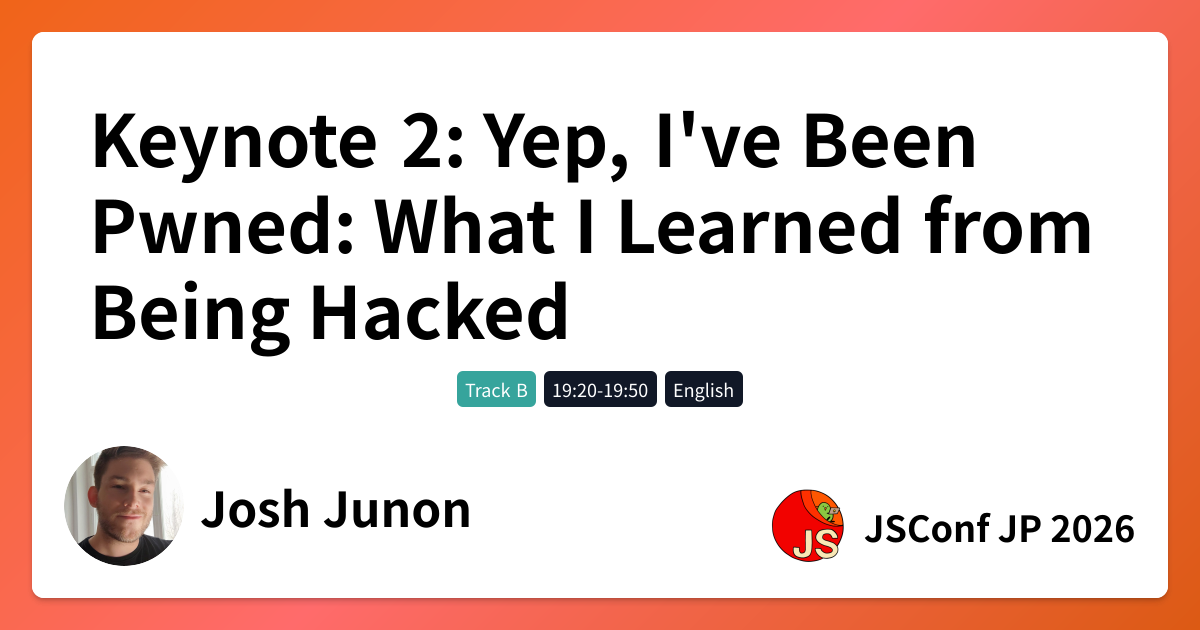 Keynote 2: Yep, I've Been
Pwned: What I Learned from
Being Hacked
Track B
19:20-19:50
English
Josh Junon
JS
JSConf JP 2026